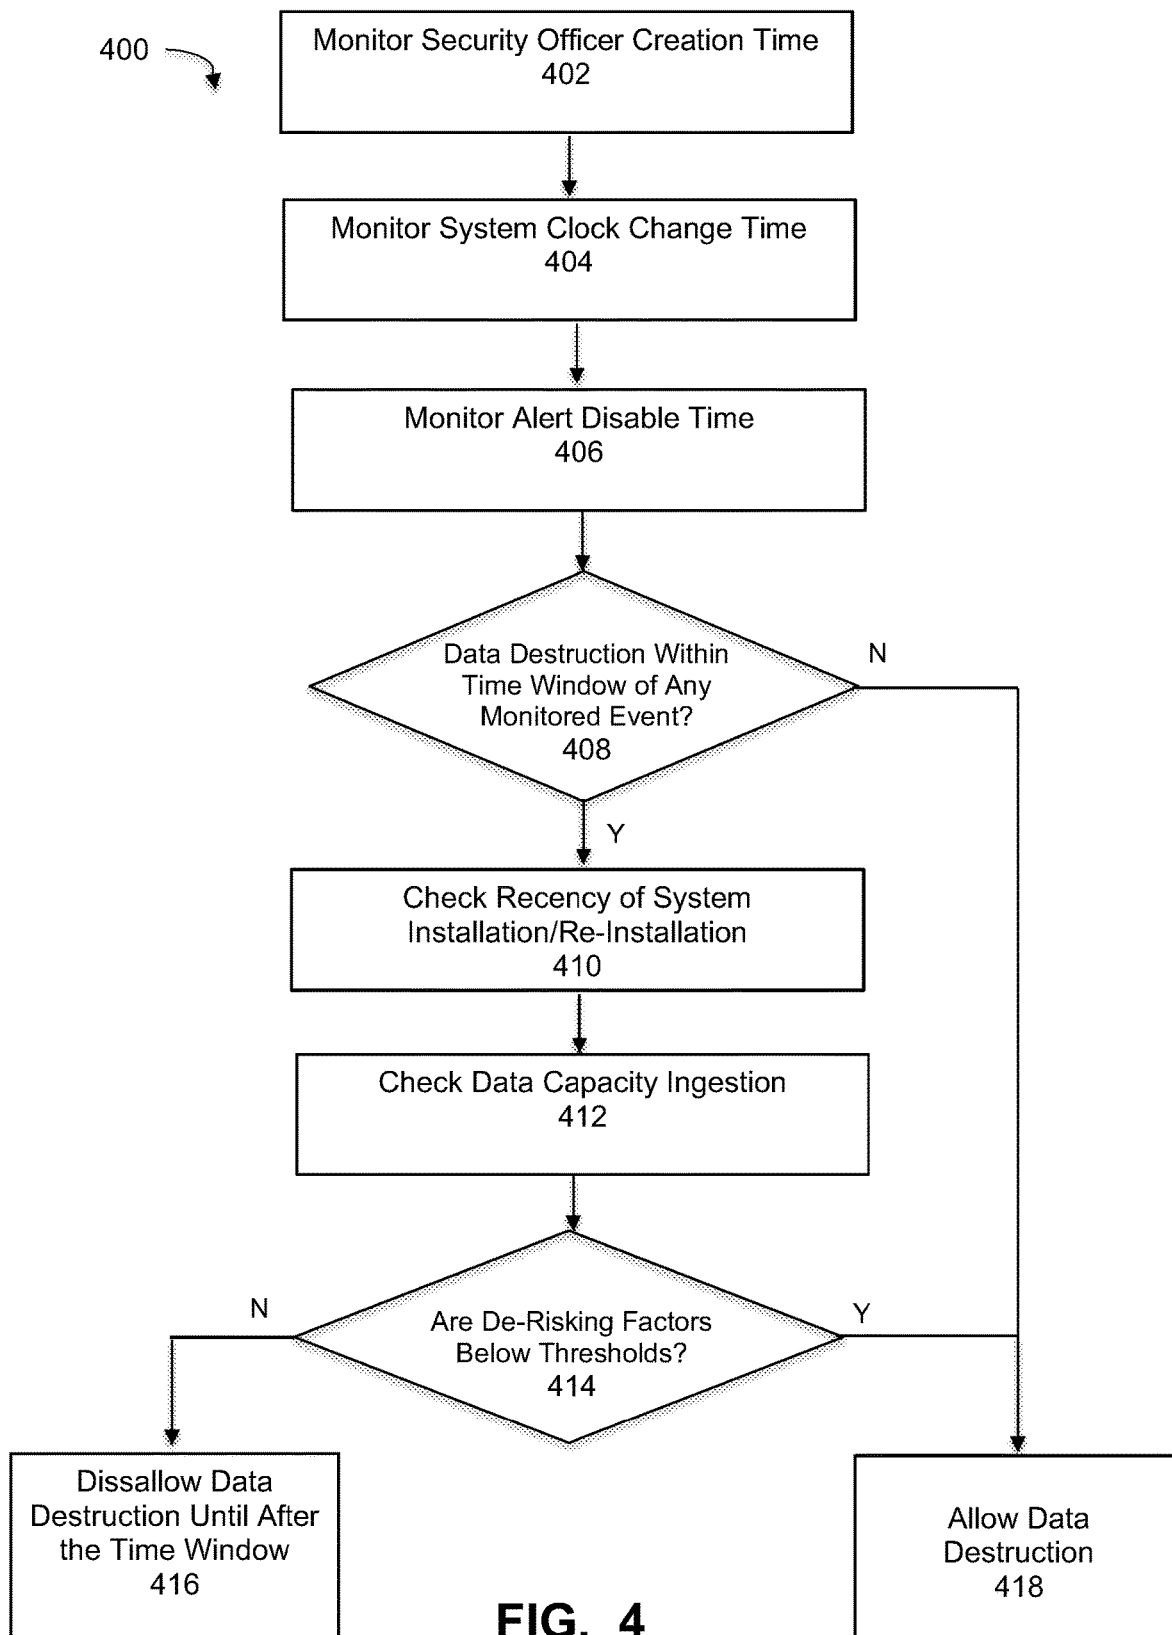 400
Monitor Security Officer Creation Time
402
Monitor System Clock Change Time
404
Monitor Alert Disable Time
406
Data Destruction Within
Time Window of Any
Monitored Event?
408
N
Y
Check Recency of System
Installation/Re-Installation
410
Check Data Capacity Ingestion
412
Are De-Risking Factors
Below Thresholds?
414
N
Y
Dissallow Data
Destruction Until After
the Time Window
416
Allow Data
Destruction
418
FIG. 4